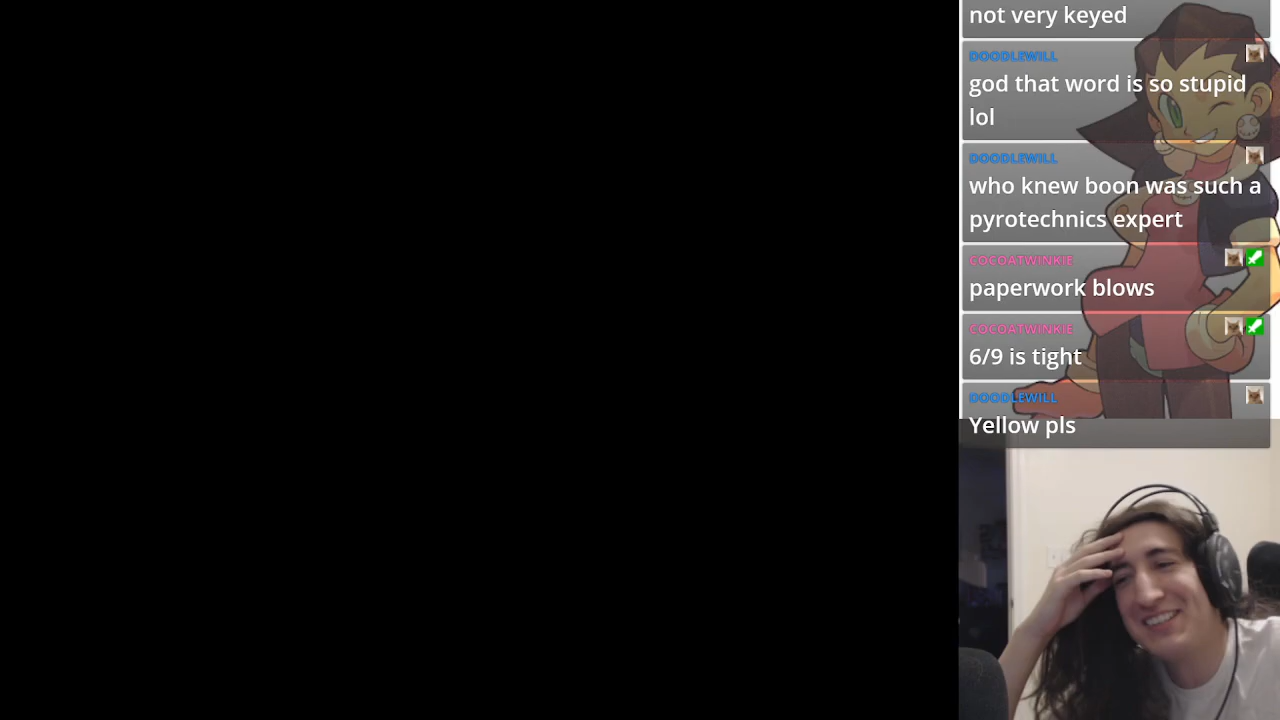 not very keyed
DOODLEWILL
god that word is so stupid
lol
DOODLEWILL
who knew boon was such a
pyrotechnics expert
COCOATWINKIE
paperwork blows
COCOATWINKIE
6/9 is tight
DOODLEWILL
Yellow pls